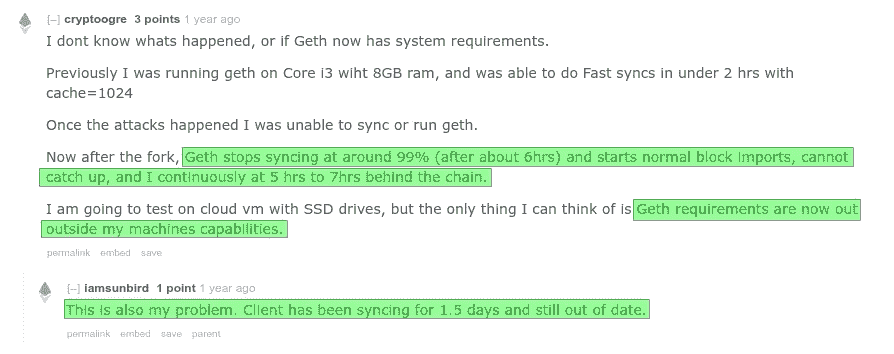 [–] cryptoogre 3 points 1 year ago
I dont know whats happened, or if Geth now has system requirements.
Previously I was running geth on Core i3 wiht 8GB ram, and was able to do Fast syncs in under 2 hrs with
cache=1024
Once the attacks happened I was unable to sync or run geth.
Now after the fork, Geth stops syncing at around 99% (after about 6hrs) and starts normal block imports, cannot
catch up, and I continuously at 5 hrs to 7hrs behind the chain.
I am going to test on cloud vm with SSD drives, but the only thing I can think of is Geth requirements are now out
outside my machines capabilities.
permalink embed save
[–] iamsunbird 1 point 1 year ago
This is also my problem. Client has been syncing for 1.5 days and still out of date.
permalink embed save parent